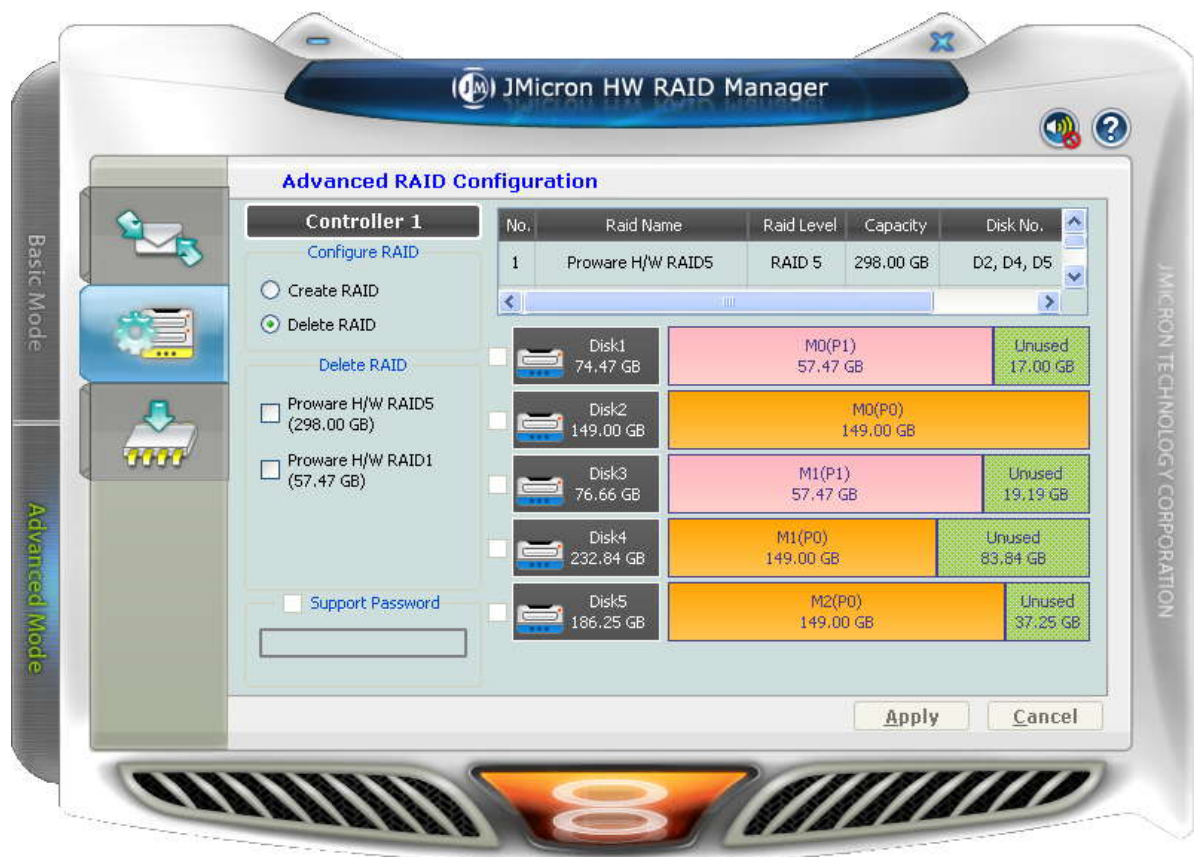 JM JMicron HW RAID Manager
Advanced RAID Configuration
Basic Mode
Advanced Mode
Controller 1
Configure RAID
Create RAID
Delete RAID
Delete RAID
Proware H/W RAID5
(298.00 GB)
Proware H/W RAID1
(57.47 GB)
Support Password
No. Raid Name Raid Level Capacity Disk No.
1 Proware H/W RAID5 RAID 5 298.00 GB D2, D4, D5
Disk1
74.47 GB
M0(P1)
57.47 GB
Unused
17.00 GB
Disk2
149.00 GB
M0(P0)
149.00 GB
Disk3
76.66 GB
M1(P1)
57.47 GB
Unused
19.19 GB
Disk4
232.84 GB
M1(P0)
149.00 GB
Unused
83.84 GB
Disk5
186.25 GB
M2(P0)
149.00 GB
Unused
37.25 GB
Apply
Cancel
JMICRON TECHNOLOGY CORPORATION